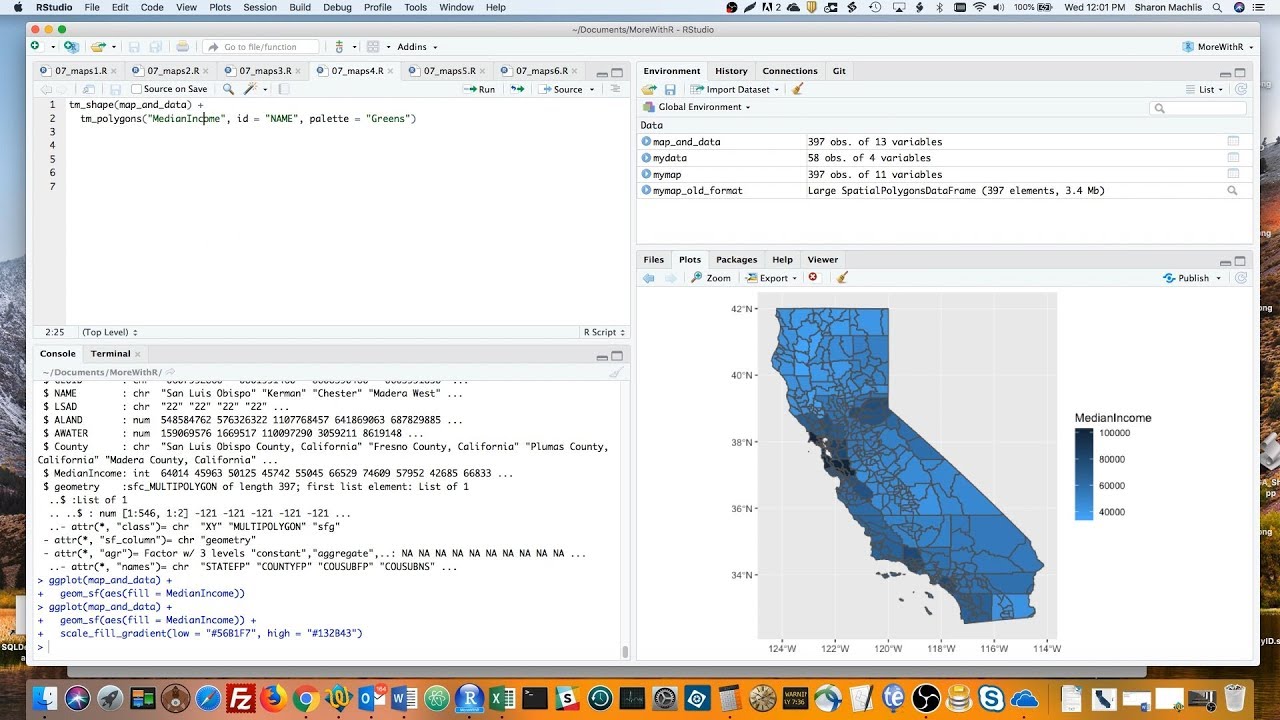 RStudio File Edit Code View Plots Session Build Debug Profile Tools Window Help 2 100% Wed 12:01 PM Sharon Machlis
~/Documents/MoreWithR - RStudio
Go to file/function Addins MoreWithR
07_maps1.R 07_maps2.R 07_maps3.R 07_maps4.R 07_maps5.R 07_maps6.R
Source on Save Run Source
1 tm_shape(map_and_data) +
2 tm_polygons("MedianIncome", id = "NAME", palette = "Greens")
3
4
5
6
7
2:25 (Top Level) R Script
Environment History Connections Git
Import Dataset List
Global Environment
Data
map_and_data 397 obs. of 13 variables
mydata 58 obs. of 4 variables
mymap 397 obs. of 11 variables
mymap_old_format Large SpatialPolygonsDataFrame (397 elements, 3.4 Mb)
Console Terminal
~/Documents/MoreWithR/
$ NAME : chr "San Luis Obispo" "Kerman" "Chester" "Madera West" ...
$ LSAD : chr "22" "22" "22" "22" ...
$ ALAND : num 548584762 576326322 1107768457 641869063 687829885 ...
$ AWATER : num 159069576 1669517 110097290 3059211 8619148 ...
$ County : chr "San Luis Obispo County, California" "Fresno County, California" "Plumas County,
California" "Madera County, California" ...
$ MedianIncome: int 64014 45963 50125 45742 55045 66529 74609 57952 42685 66833 ...
$ geometry :sfc_MULTIPOLYGON of length 397; first list element: List of 1
..$ :List of 1
.. ..$ : num [1:546, 1:2] -121 -121 -121 -121 -121 ...
..- attr(*, "class")= chr "XY" "MULTIPOLYGON" "sfg"
- attr(*, "sf_column")= chr "geometry"
- attr(*, "agr")= Factor w/ 3 levels "constant","aggregate",..: NA NA NA NA NA NA NA NA NA NA ...
..- attr(*, "names")= chr "STATEFP" "COUNTYFP" "COUSUBFP" "COUSUBNS" ...
> ggplot(map_and_data) +
+ geom_sf(aes(fill = MedianIncome))
> ggplot(map_and_data) +
+ geom_sf(aes(fill = MedianIncome)) +
+ scale_fill_gradient(low = "#56B1F7", high = "#132B43")
>
Files Plots Packages Help Viewer
Zoom Export Publish
42°N
40°N
38°N
36°N
34°N
124°W 122°W 120°W 118°W 116°W 114°W
MedianIncome
100000
80000
60000
40000